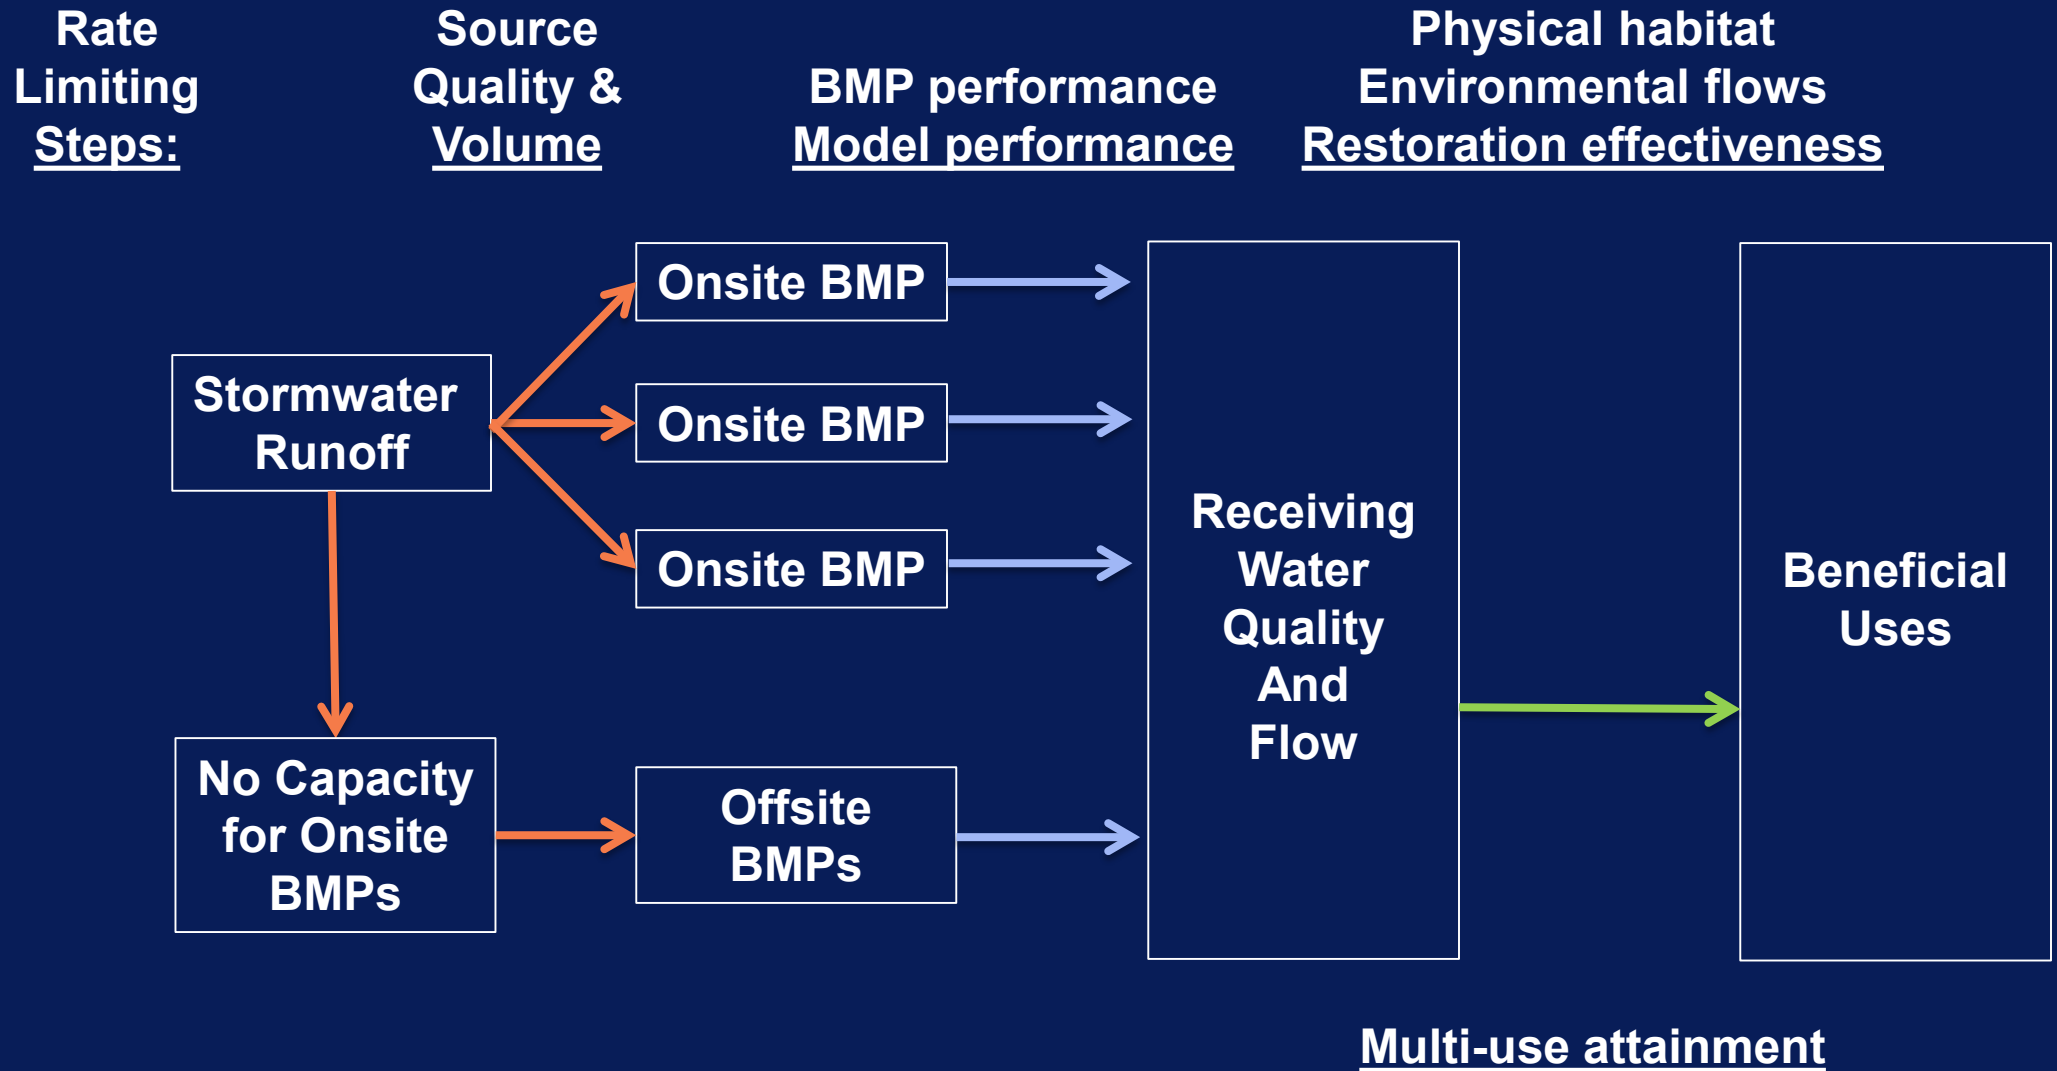 Rate
Limiting
Steps:
Source
Quality &
Volume
BMP performance
Model performance
Physical habitat
Environmental flows
Restoration effectiveness
Stormwater
Runoff
Onsite BMP
Onsite BMP
Onsite BMP
No Capacity
for Onsite
BMPs
Offsite
BMPs
Receiving
Water
Quality
And
Flow
Beneficial
Uses
Multi-use attainment